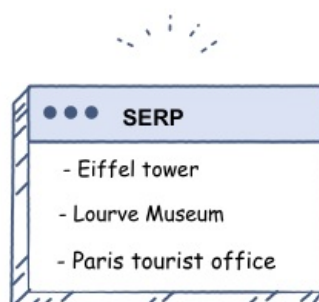 SERP
- Eiffel tower
- Lourve Museum
- Paris tourist office